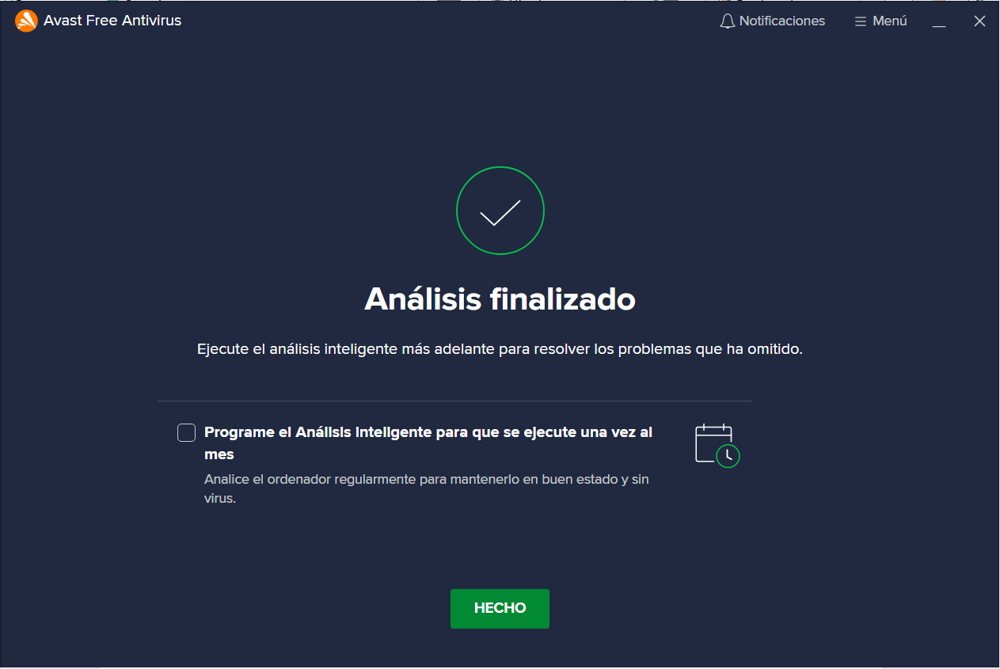 Avast Free Antivirus
Notificaciones
Menú
Análisis finalizado
Ejecute el análisis inteligente más adelante para resolver los problemas que ha omitido.
Programe el Análisis Inteligente para que se ejecute una vez al
mes
Analice el ordenador regularmente para mantenerlo en buen estado y sin
virus.
HECHO